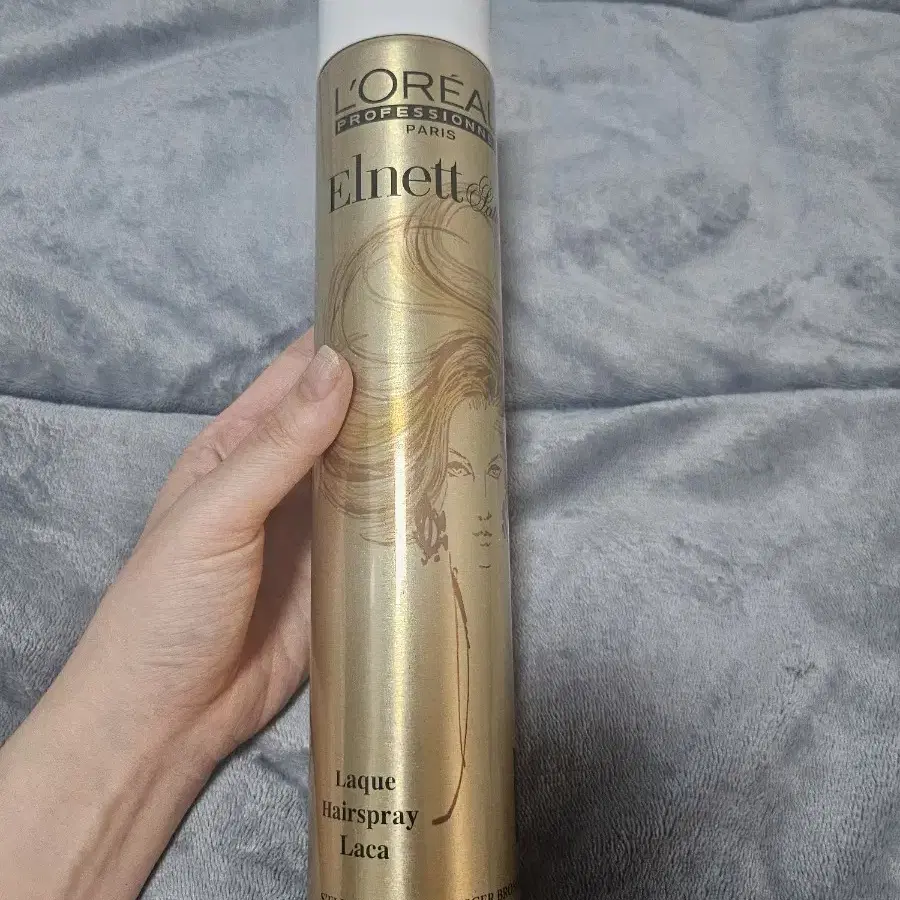 L'ORÉAL
PROFESSIONNEL
PARIS
Elnett
Laque
Hairspray
Laca